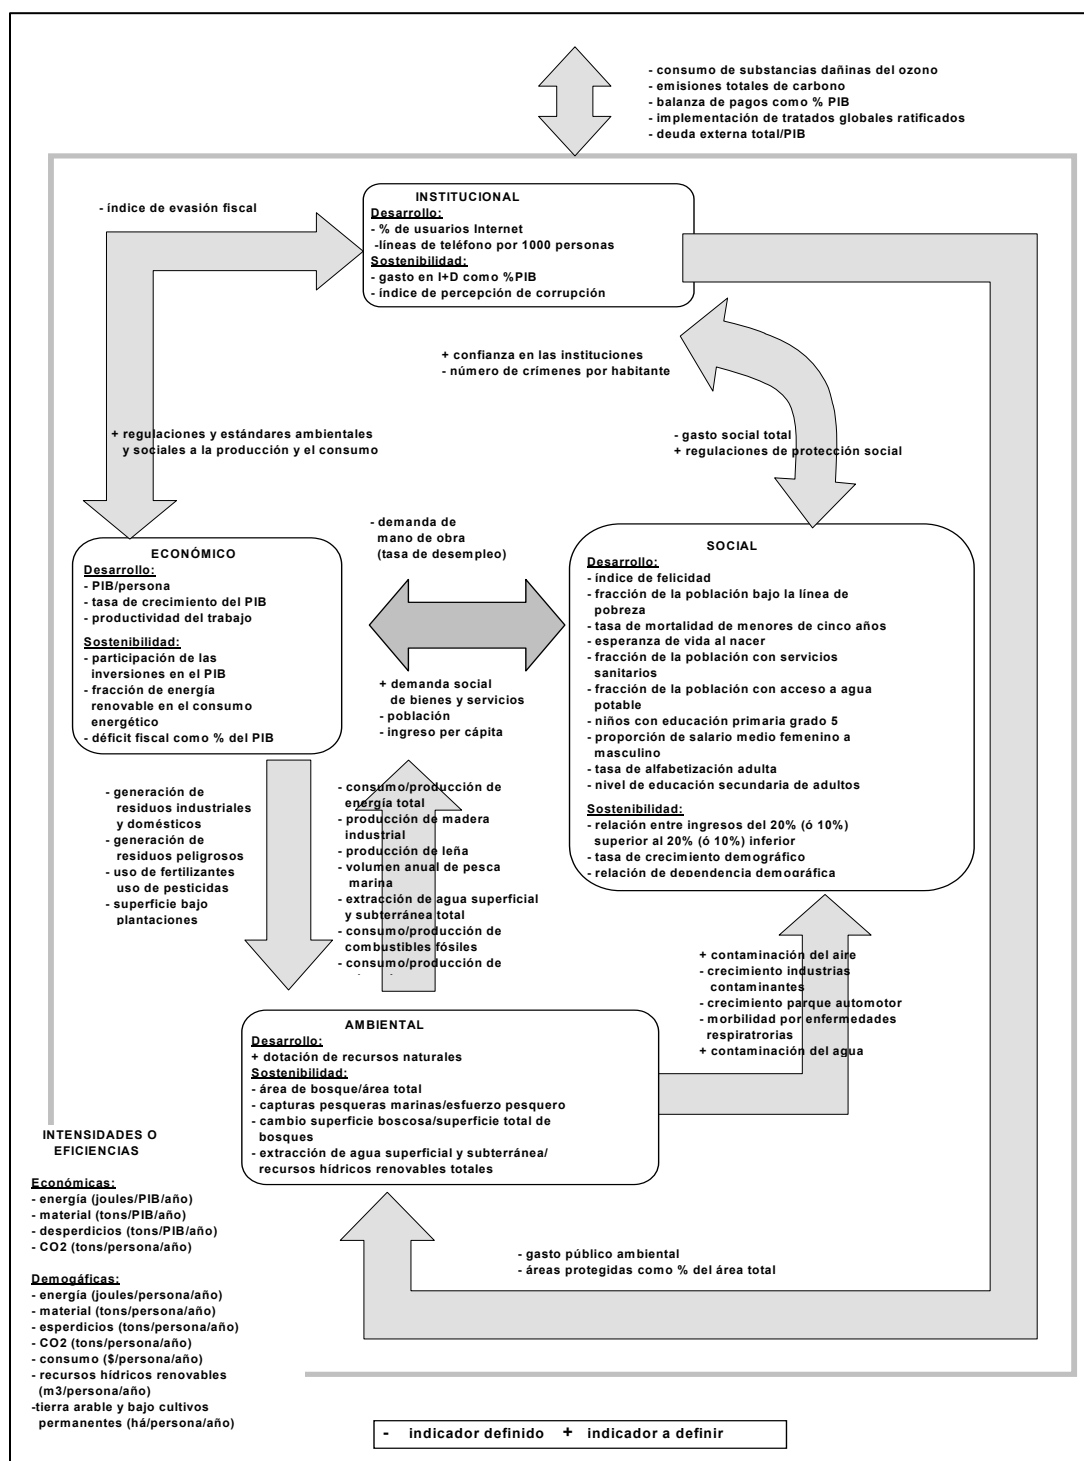 - consumo de substancias dañinas del ozono
- emisiones totales de carbono
- balanza de pagos como % PIB
- implementación de tratados globales ratificados
- deuda externa total/PIB
INSTITUCIONAL
Desarrollo:
- % de usuarios Internet
-líneas de teléfono por 1000 personas
Sostenibilidad:
- gasto en I+D como %PIB
- índice de percepción de corrupción
- índice de evasión fiscal
+ confianza en las instituciones
- número de crímenes por habitante
+ regulaciones y estándares ambientales
y sociales a la producción y el consumo
- gasto social total
+ regulaciones de protección social
- demanda de
mano de obra
(tasa de desempleo)
ECONÓMICO
Desarrollo:
- PIB/persona
- tasa de crecimiento del PIB
- productividad del trabajo
Sostenibilidad:
- participación de las
inversiones en el PIB
- fracción de energía
renovable en el consumo
energético
- déficit fiscal como % del PIB
+ demanda social
de bienes y servicios
- población
- ingreso per cápita
SOCIAL
Desarrollo:
- índice de felicidad
- fracción de la población bajo la línea de
pobreza
- tasa de mortalidad de menores de cinco años
- esperanza de vida al nacer
- fracción de la población con servicios
sanitarios
- fracción de la población con acceso a agua
potable
- niños con educación primaria grado 5
- proporción de salario medio femenino a
masculino
- tasa de alfabetización adulta
- nivel de educación secundaria de adultos
Sostenibilidad:
- relación entre ingresos del 20% (ó 10%)
superior al 20% (ó 10%) inferior
- tasa de crecimiento demográfico
- relación de dependencia demográfica
- generación de
residuos industriales
y domésticos
- generación de
residuos peligrosos
- uso de fertilizantes
uso de pesticidas
- superficie bajo
plantaciones
- consumo/producción de
energía total
- producción de madera
industrial
- producción de leña
- volumen anual de pesca
marina
- extracción de agua superficial
y subterránea total
- consumo/producción de
combustibles fósiles
- consumo/producción de
+ contaminación del aire
- crecimiento industrias
contaminantes
- crecimiento parque automotor
- morbilidad por enfermedades
respiratrorias
+ contaminación del agua
AMBIENTAL
Desarrollo:
+ dotación de recursos naturales
Sostenibilidad:
- área de bosque/área total
- capturas pesqueras marinas/esfuerzo pesquero
- cambio superficie boscosa/superficie total de
bosques
- extracción de agua superficial y subterránea/
recursos hídricos renovables totales
- gasto público ambiental
- áreas protegidas como % del área total
INTENSIDADES O
EFICIENCIAS
Económicas:
- energía (joules/PIB/año)
- material (tons/PIB/año)
- desperdicios (tons/PIB/año)
- CO2 (tons/persona/año)
Demogáficas:
- energía (joules/persona/año)
- material (tons/persona/año)
- esperdicios (tons/persona/año)
- CO2 (tons/persona/año)
- consumo ($/persona/año)
- recursos hídricos renovables
(m3/persona/año)
-tierra arable y bajo cultivos
permanentes (há/persona/año)
- indicador definido + indicador a definir